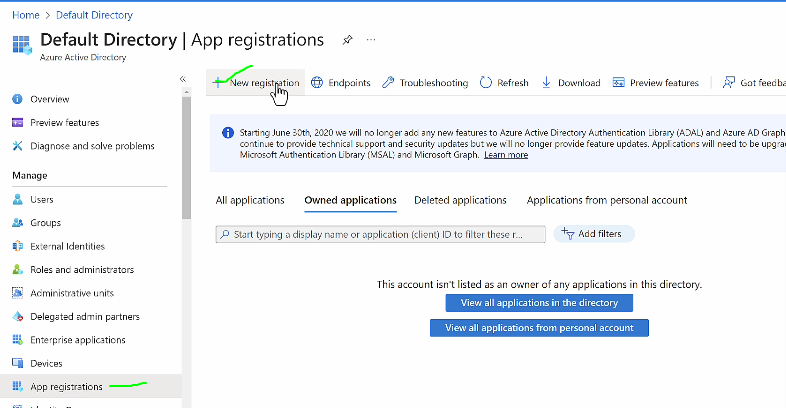 Home > Default Directory
Default Directory | App registrations
Azure Active Directory
Overview
Preview features
Diagnose and solve problems
Manage
Users
Groups
External Identities
Roles and administrators
Administrative units
Delegated admin partners
Enterprise applications
Devices
App registrations
New registration Endpoints Troubleshooting Refresh Download Preview features Got feedba
Starting June 30th, 2020 we will no longer add any new features to Azure Active Directory Authentication Library (ADAL) and Azure AD Graph
continue to provide technical support and security updates but we will no longer provide feature updates. Applications will need to be upgra
Microsoft Authentication Library (MSAL) and Microsoft Graph. Learn more
All applications Owned applications Deleted applications Applications from personal account
Start typing a display name or application (client) ID to filter these r... Add filters
This account isn't listed as an owner of any applications in this directory.
View all applications in the directory
View all applications from personal account